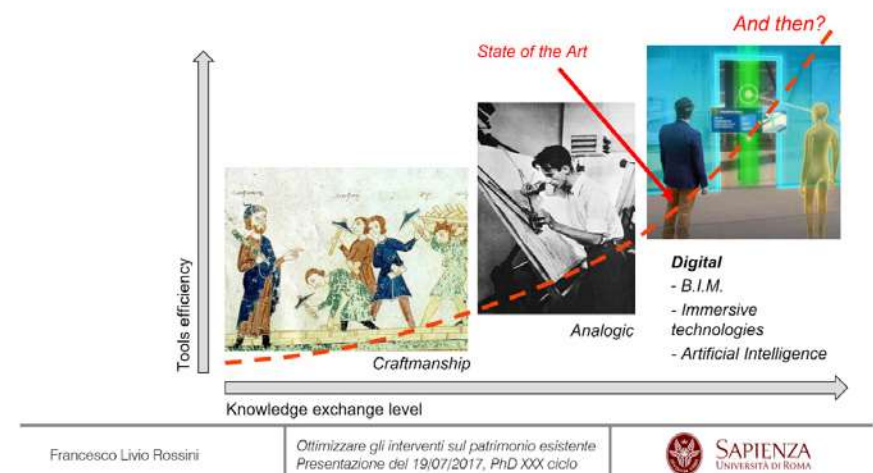 And then?
State of the Art
Tools efficiency
Craftmanship
Analogic
Digital
- B.I.M.
- Immersive
technologies
- Artificial Intelligence
Knowledge exchange level
Francesco Livio Rossini
Ottimizzare gli interventi sul patrimonio esistente
Presentazione del 19/07/2017, PhD XXX ciclo
SAPIENZA
UNIVERSITÀ DI ROMA